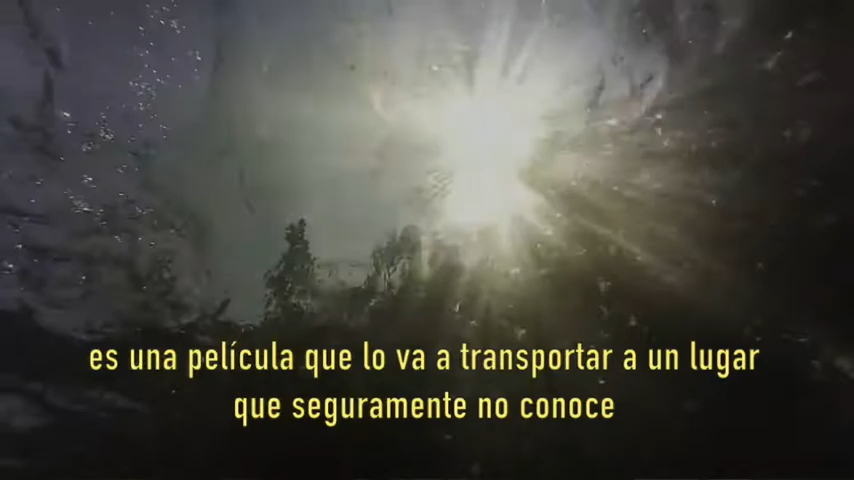 es una película que lo va a transportar a un lugar
que seguramente no conoce